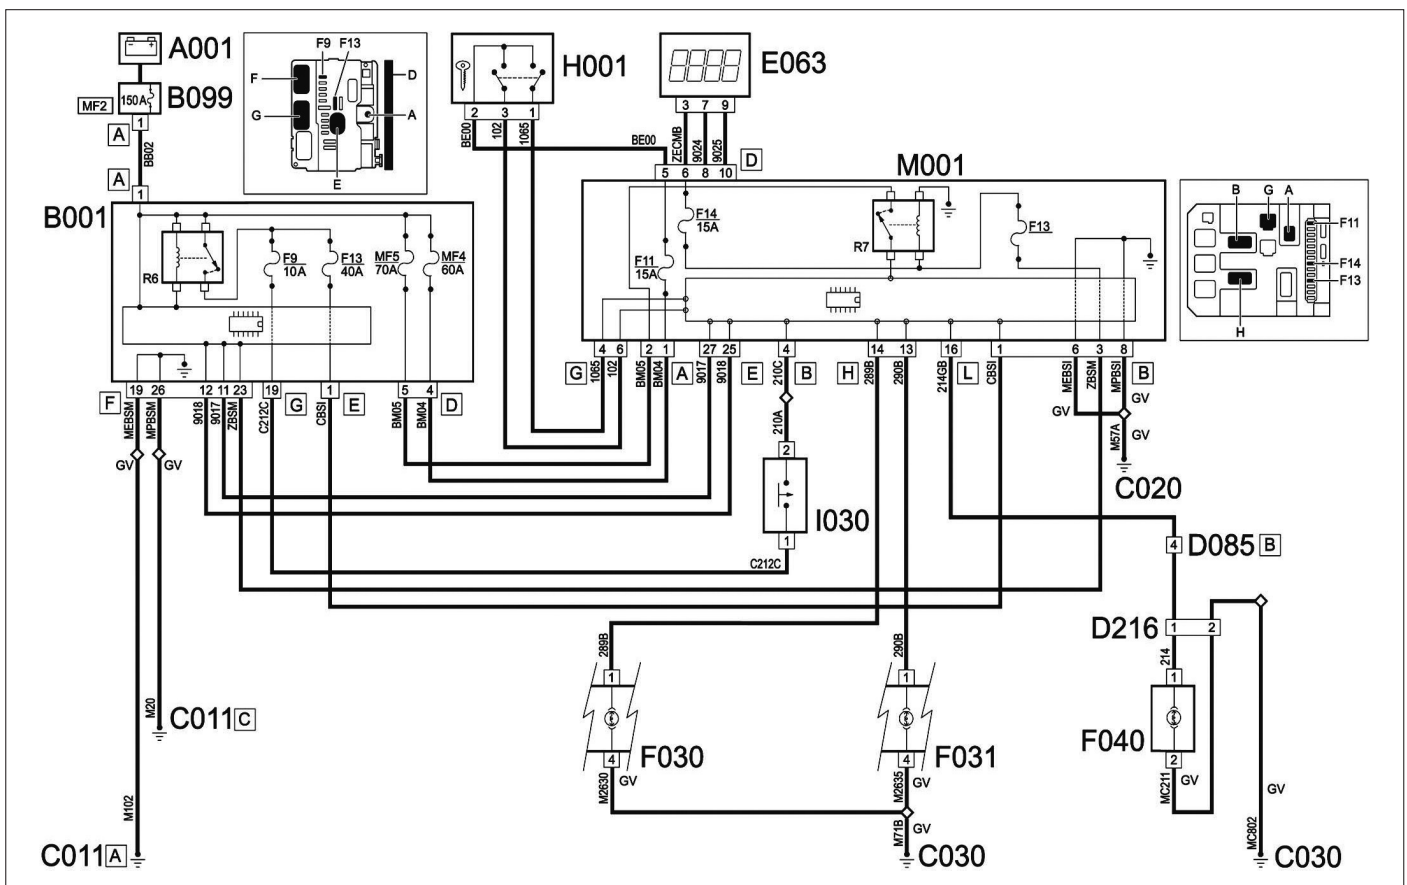 A001
150A
B099
MF2
1
A
BB02
A
1
F9 F13
F
D
G
A
E
H001
2 3 1
BE00
102
1065
BE00
E063
3 7 9
ZECMB
9024
9025
5 6 8 10
D
M001
B001
R6
F9
10A
F13
40A
MF5
70A
MF4
60A
F14
15A
F11
15A
R7
F13
B G A
F11
F14
F13
H
F
19 26 12 11 23 19
G
1
E
5 4
D
MEBSM
MPBSM
9018
9017
ZBSM
C212C
CBSI
BM05
BM04
G
4 6 2 1
A
27 25
E
4
B
H
14 13
16
L
1 6 3 8
B
1065
102
BM05
BM04
9017
9018
210C
289B
290B
214GB
CBSI
MEBSI
ZBSM
MPBSI
GV
GV
210A
GV
M57A
GV
C020
2
I030
1
C212C
4
D085
B
D216
1 2
289B
290B
214
1
1
1
F030
F031
F040
4
4
2
M2630
GV
M2635
GV
MC211
GV
GV
M20
C011
C
M102
C011
A
M71B
GV
C030
MC802
C030